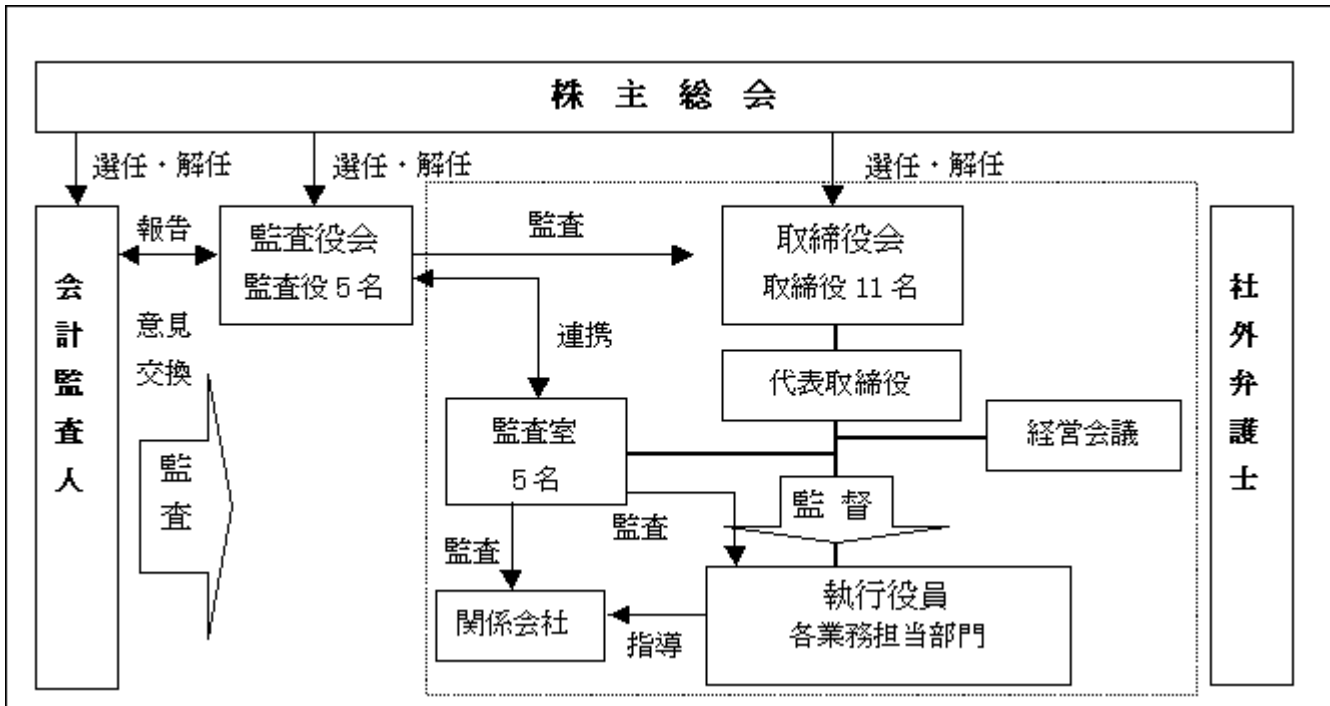 株主総会
選任・解任
選任・解任
選任・解任
会計監査人
報告
意見
交換
監査
監査役会
監査役5名
監査
連携
取締役会
取締役11名
代表取締役
経営会議
監査室
5名
監督
監査
監査
関係会社
指導
執行役員
各業務担当部門
社外弁護士